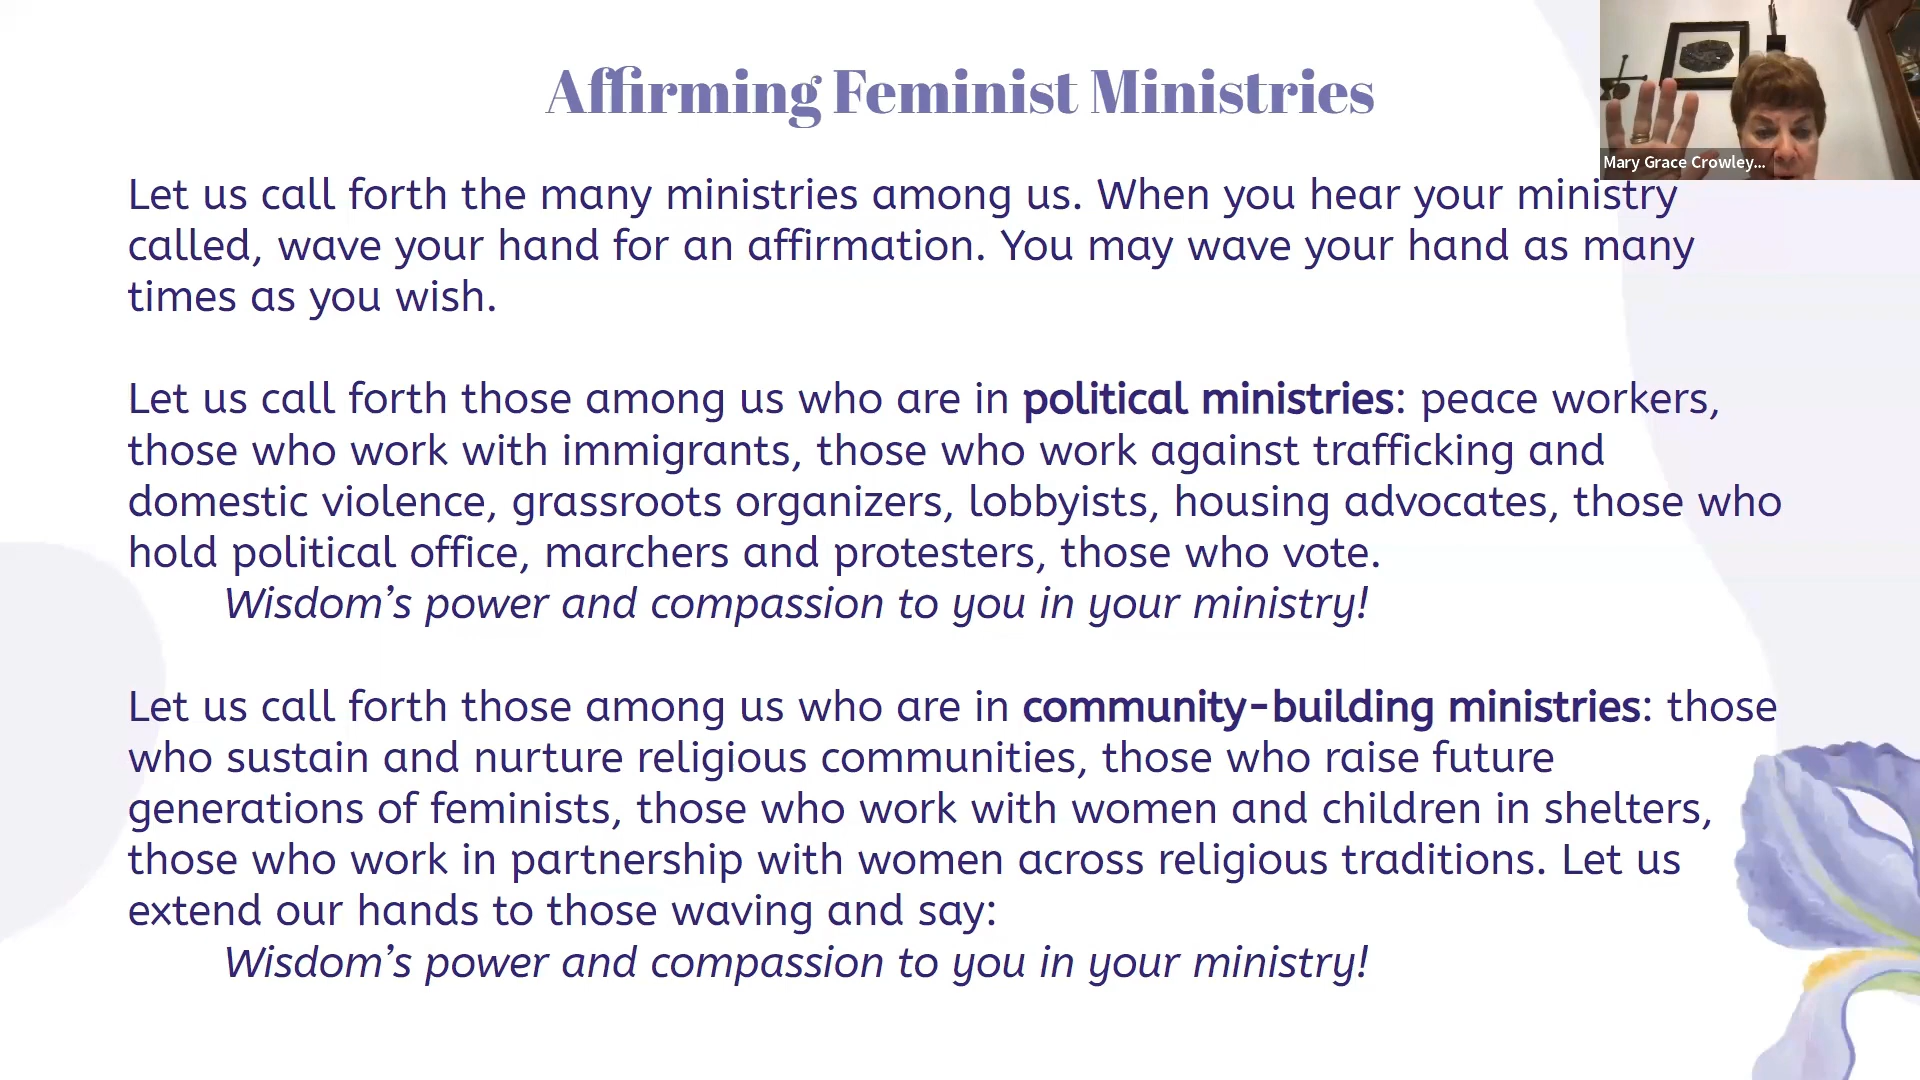 Affirming Feminist Ministries
Mary Grace Crowley...
Let us call forth the many ministries among us. When you hear your ministry
called, wave your hand for an affirmation. You may wave your hand as many
times as you wish.
Let us call forth those among us who are in political ministries: peace workers,
those who work with immigrants, those who work against trafficking and
domestic violence, grassroots organizers, lobbyists, housing advocates, those who
hold political office, marchers and protesters, those who vote.
Wisdom’s power and compassion to you in your ministry!
Let us call forth those among us who are in community-building ministries: those
who sustain and nurture religious communities, those who raise future
generations of feminists, those who work with women and children in shelters,
those who work in partnership with women across religious traditions. Let us
extend our hands to those waving and say:
Wisdom’s power and compassion to you in your ministry!